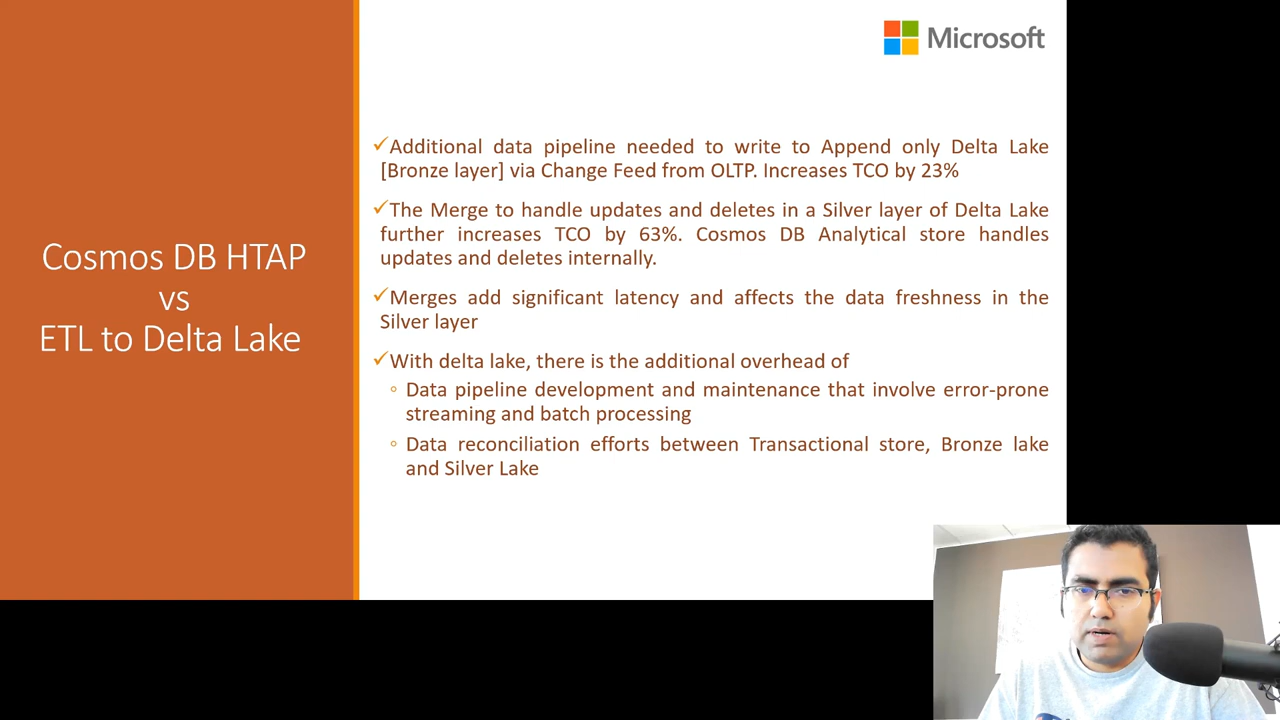 Microsoft
Cosmos DB HTAP
vs
ETL to Delta Lake
✓Additional data pipeline needed to write to Append only Delta Lake
[Bronze layer] via Change Feed from OLTP. Increases TCO by 23%
✓The Merge to handle updates and deletes in a Silver layer of Delta Lake
further increases TCO by 63%. Cosmos DB Analytical store handles
updates and deletes internally.
✓Merges add significant latency and affects the data freshness in the
Silver layer
✓With delta lake, there is the additional overhead of
◦ Data pipeline development and maintenance that involve error-prone
streaming and batch processing
◦ Data reconciliation efforts between Transactional store, Bronze lake
and Silver Lake